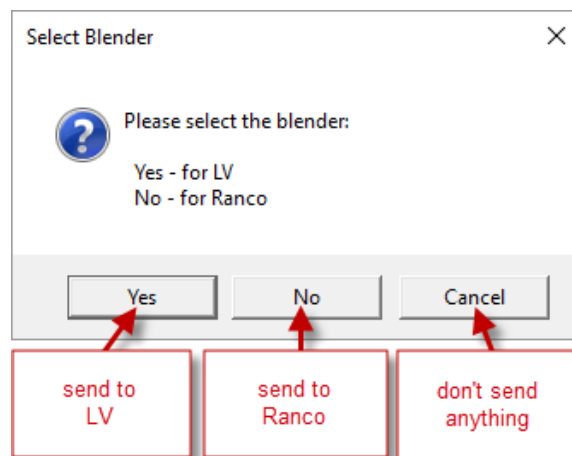 Select Blender
Please select the blender:
Yes - for LV
No - for Ranco
Yes
No
Cancel
send to
LV
send to
Ranco
don't send
anything